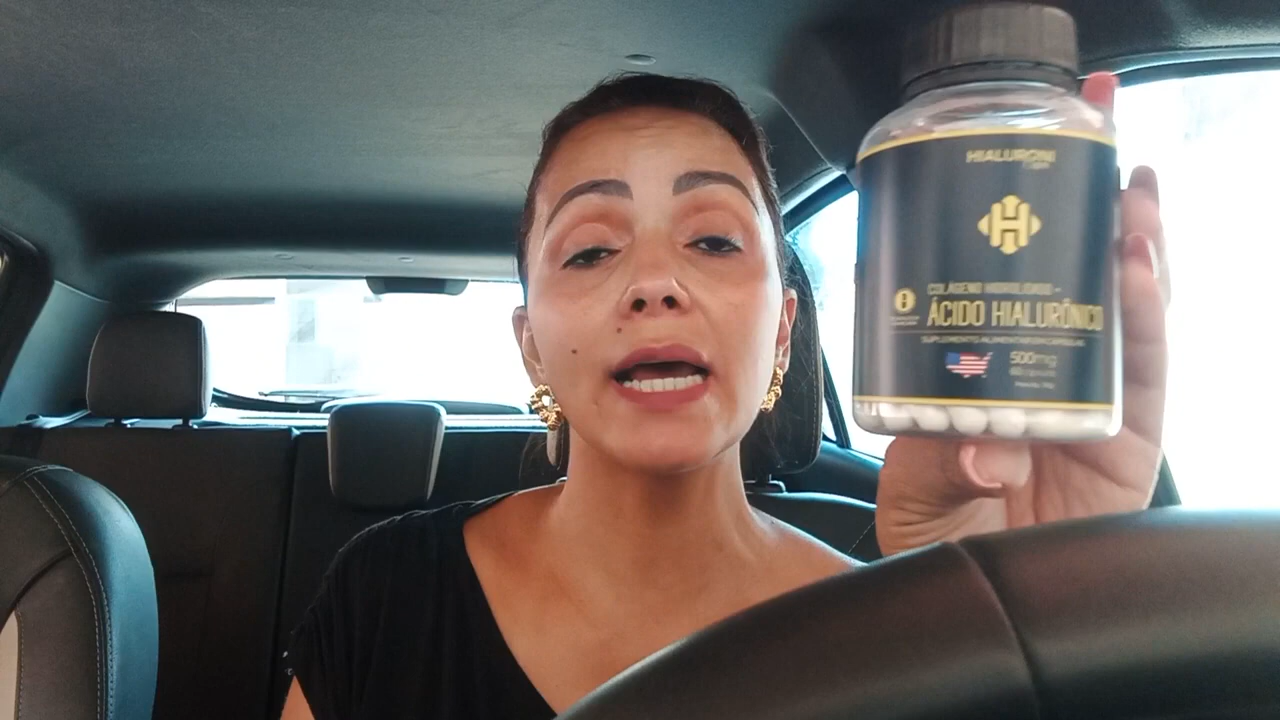 HIALURONI
H
COLÁGENO HIDROLISADO +
ÁCIDO HIALURÔNICO
SUPLEMENTO ALIMENTAR EM CÁPSULAS
500mg